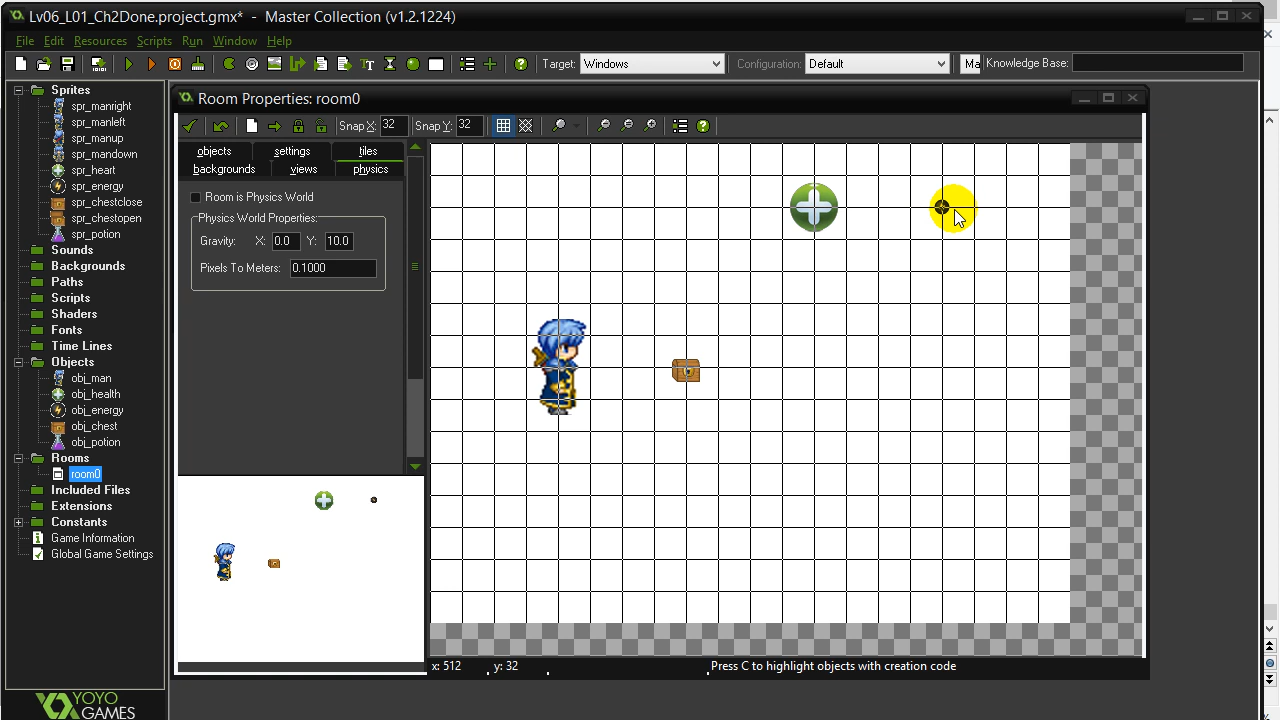 Lv06_L01_Ch2Done.project.gmx* - Master Collection (v1.2.1224)
File Edit Resources Scripts Run Window Help
Target: Windows Configuration: Default Ma Knowledge Base:
Sprites
spr_manright
spr_manleft
spr_manup
spr_mandown
spr_heart
spr_energy
spr_chestclose
spr_chestopen
spr_potion
Sounds
Backgrounds
Paths
Scripts
Shaders
Fonts
Time Lines
Objects
obj_man
obj_health
obj_energy
obj_chest
obj_potion
Rooms
room0
Included Files
Extensions
Constants
Game Information
Global Game Settings
YOYO
GAMES
Room Properties: room0
Snap X: 32 Snap Y: 32
objects settings tiles
backgrounds views physics
Room is Physics World
Physics World Properties:
Gravity: X: 0.0 Y: 10.0
Pixels To Meters: 0.1000
x: 512 y: 32 Press C to highlight objects with creation code